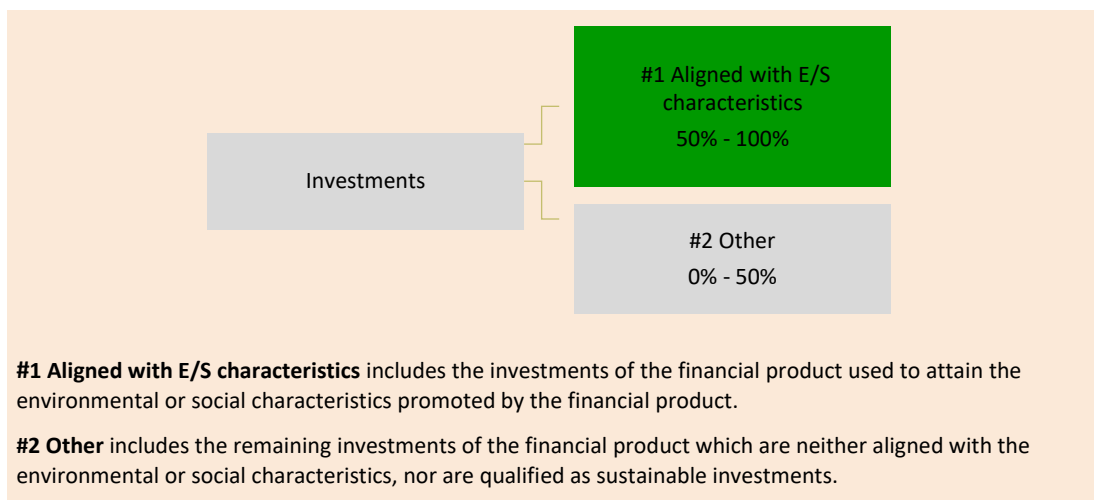 #1 Aligned with E/S
characteristics
50% - 100%
Investments
#2 Other
0% - 50%
#1 Aligned with E/S characteristics includes the investments of the financial product used to attain the
environmental or social characteristics promoted by the financial product.
#2 Other includes the remaining investments of the financial product which are neither aligned with the
environmental or social characteristics, nor are qualified as sustainable investments.